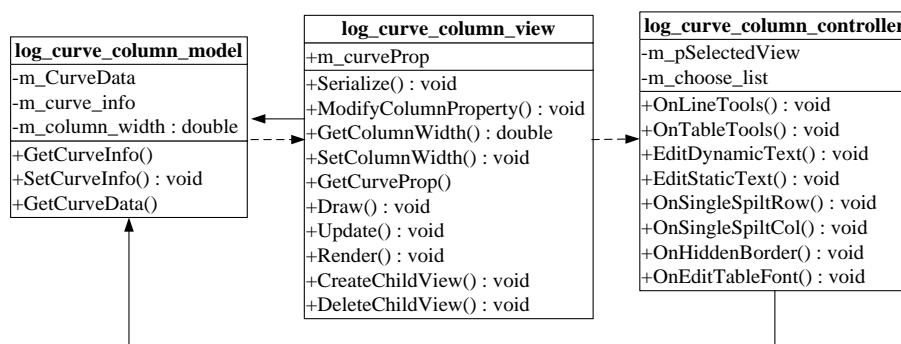 log_curve_column_model
-m_CurveData
-m_curve_info
-m_column_width : double
+GetCurveInfo()
+SetCurveInfo() : void
+GetCurveData()
log_curve_column_view
+m_curveProp
+Serialize() : void
+ModifyColumnProperty() : void
+GetColumnWidth() : double
+SetColumnWidth() : void
+GetCurveProp()
+Draw() : void
+Update() : void
+Render() : void
+CreateChildView() : void
+DeleteChildView() : void
log_curve_column_controller
-m_pSelectedView
-m_choose_list
+OnLineTools() : void
+OnTableTools() : void
+EditDynamicText() : void
+EditStaticText() : void
+OnSingleSpiltRow() : void
+OnSingleSpiltCol() : void
+OnHiddenBorder() : void
+OnEditTableFont() : void